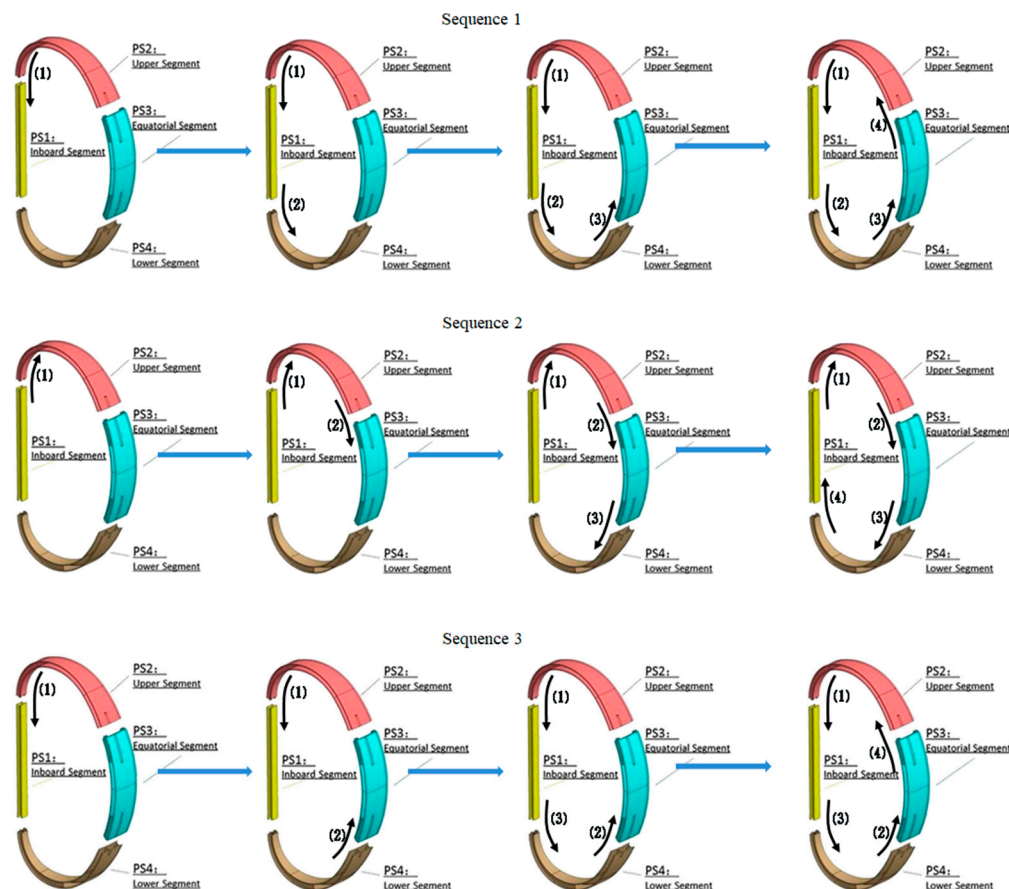 Sequence 1
PS2:
Upper Segment
(1)
PS3:
Equatorial Segment
PS1:
Inboard Segment
PS4:
Lower Segment
PS2:
Upper Segment
(1)
PS3:
Equatorial Segment
PS1:
Inboard Segment
(2)
PS4:
Lower Segment
PS2:
Upper Segment
(1)
PS3:
Equatorial Segment
PS1:
Inboard Segment
(2)
(3)
PS4:
Lower Segment
PS2:
Upper Segment
(1)
PS3:
Equatorial Segment
(4)
PS1:
Inboard Segment
(2)
(3)
PS4:
Lower Segment
Sequence 2
PS2:
Upper Segment
(1)
PS3:
Equatorial Segment
PS1:
Inboard Segment
PS4:
Lower Segment
PS2:
Upper Segment
(1)
PS3:
Equatorial Segment
(2)
PS1:
Inboard Segment
PS4:
Lower Segment
PS2:
Upper Segment
(1)
PS3:
Equatorial Segment
(2)
PS1:
Inboard Segment
(3)
PS4:
Lower Segment
PS2:
Upper Segment
(1)
PS3:
Equatorial Segment
(2)
PS1:
Inboard Segment
(4)
(3)
PS4:
Lower Segment
Sequence 3
PS2:
Upper Segment
(1)
PS3:
Equatorial Segment
PS1:
Inboard Segment
PS4:
Lower Segment
PS2:
Upper Segment
(1)
PS3:
Equatorial Segment
PS1:
Inboard Segment
(2)
PS4:
Lower Segment
PS2:
Upper Segment
(1)
PS3:
Equatorial Segment
PS1:
Inboard Segment
(3)
(2)
PS4:
Lower Segment
PS2:
Upper Segment
(1)
PS3:
Equatorial Segment
(4)
PS1:
Inboard Segment
(3)
(2)
PS4:
Lower Segment